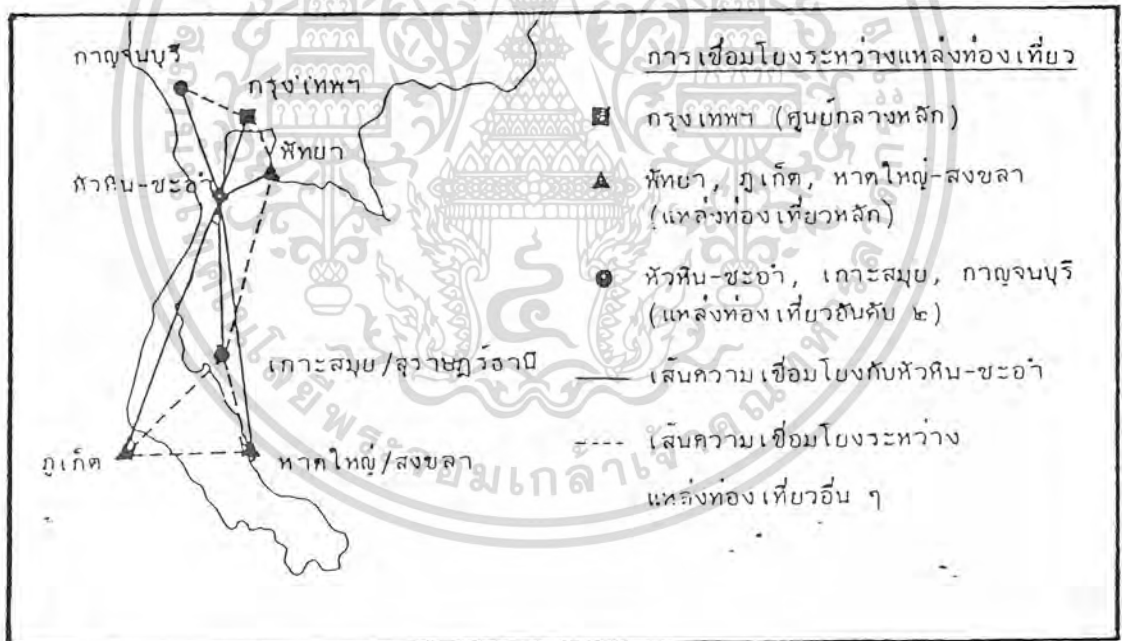 กาญจนบุรี
กรุงเทพฯ
พัทยา
หัวหิน-ชะอำ
เกาะสมุย/สุราษฎร์ธานี
ภูเก็ต
หาดใหญ่/สงขลา
การเชื่อมโยงระหว่างแหล่งท่องเที่ยว
กรุงเทพฯ (ศูนย์กลางหลัก)
พัทยา, ภูเก็ต, หาดใหญ่-สงขลา
(แหล่งท่องเที่ยวหลัก)
หัวหิน-ชะอำ, เกาะสมุย, กาญจนบุรี
(แหล่งท่องเที่ยวอันดับ ๒)
เส้นความเชื่อมโยงกับหัวหิน-ชะอำ
เส้นความเชื่อมโยงระหว่าง
แหล่งท่องเที่ยวอื่น ๆ